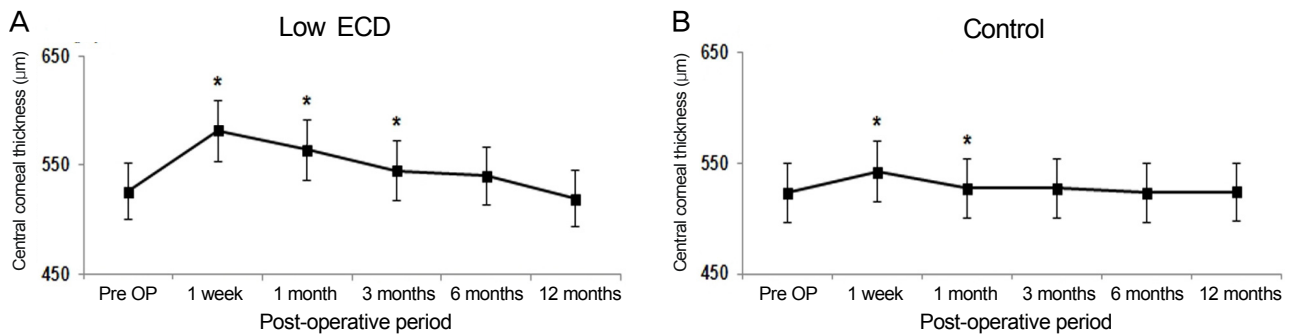 A
Low ECD
Central corneal thickness (μm)
650
550
450
*
*
*
Pre OP 1 week 1 month 3 months 6 months 12 months
Post-operative period
B
Control
Central corneal thickness (μm)
650
550
450
*
*
Pre OP 1 week 1 month 3 months 6 months 12 months
Post-operative period